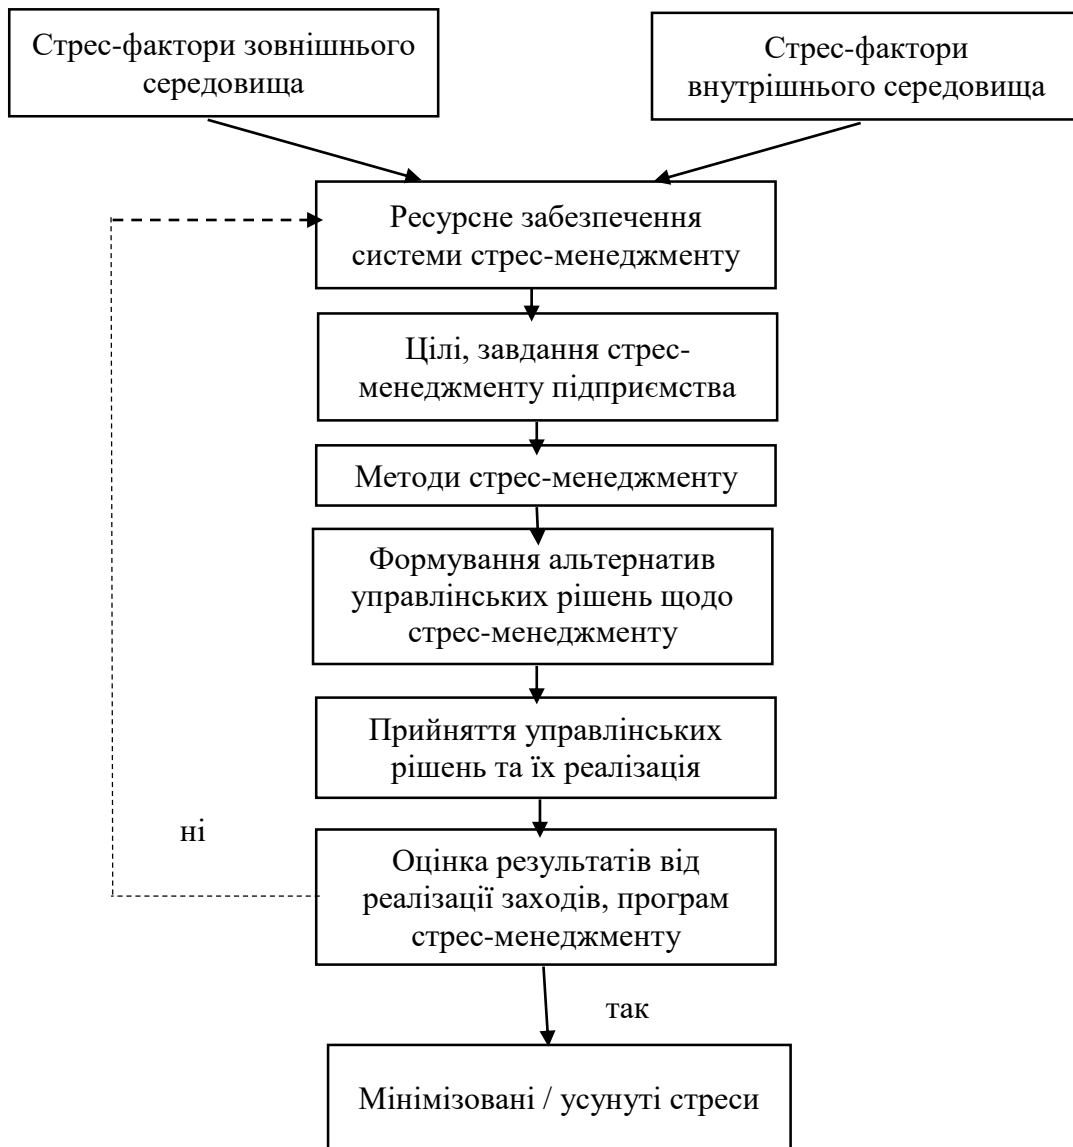 Стрес-фактори зовнішнього
середовища
Стрес-фактори
внутрішнього середовища
Ресурсне забезпечення
системи стрес-менеджменту
Цілі, завдання стрес-
менеджменту підприємства
Методи стрес-менеджменту
Формування альтернатив
управлінських рішень щодо
стрес-менеджменту
Прийняття управлінських
рішень та їх реалізація
ні
Оцінка результатів від
реалізації заходів, програм
стрес-менеджменту
так
Мінімізовані / усунуті стреси